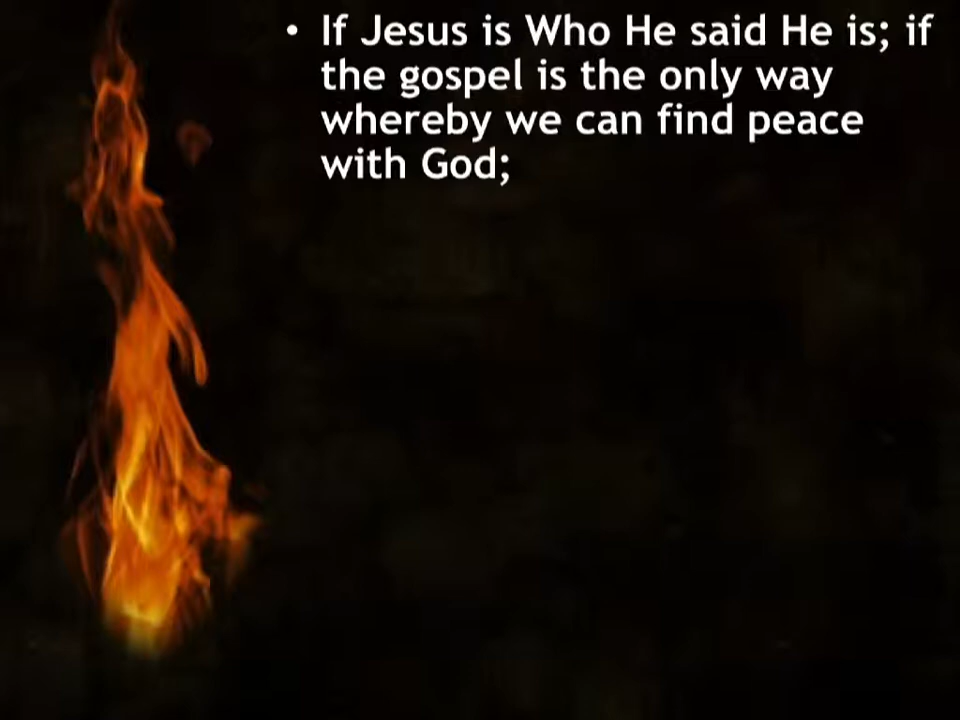 • If Jesus is Who He said He is; if
the gospel is the only way
whereby we can find peace
with God;